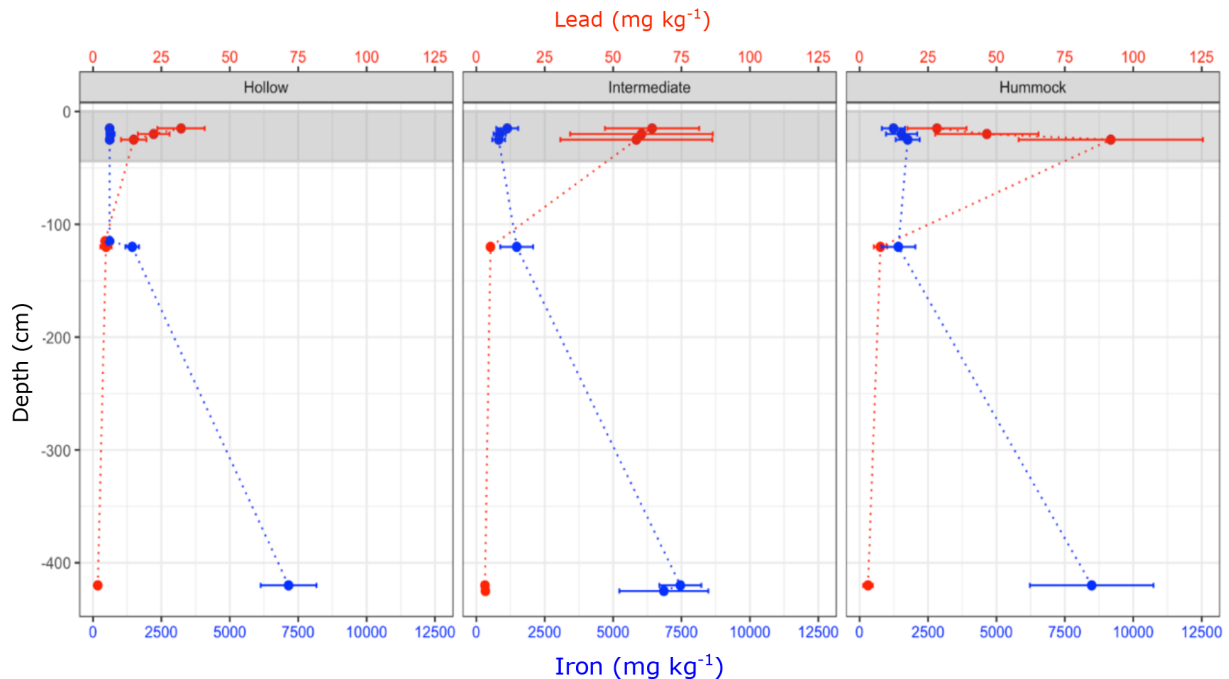 Lead (mg kg⁻¹)
0 25 50 75 100 125 0 25 50 75 100 125 0 25 50 75 100 125
Hollow Intermediate Hummock
0
-100
-200
-300
-400
Depth (cm)
0 2500 5000 7500 10000 12500 0 2500 5000 7500 10000 12500 0 2500 5000 7500 10000 12500
Iron (mg kg⁻¹)